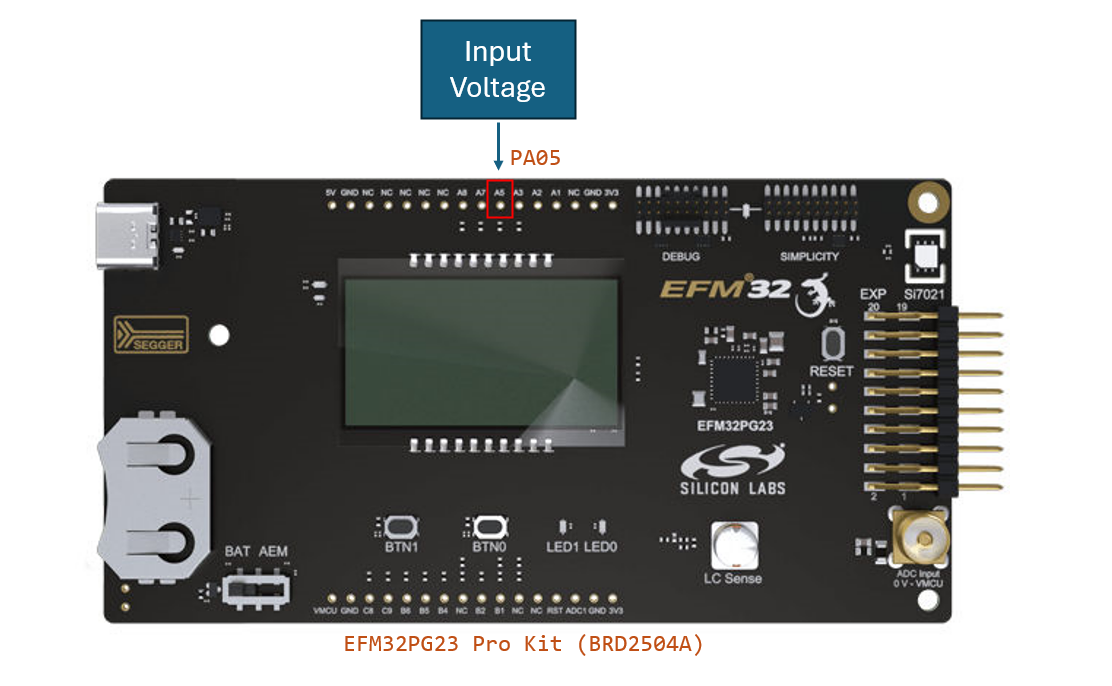 Input
Voltage
PA05
5V GND NC NC NC NC NC A8 A7 A5 A3 A2 A1 NC GND 3V3
DEBUG
SIMPLICITY
EFM®32
EXP
Si7021
20 19
SEGGER
RESET
EFM32PG23
SILICON LABS
2 1
BTN1
BTN0
LED1 LED0
BAT AEM
LC Sense
ADC Input
0 V - VMCU
VMCU GND C8 C9 B6 B5 B4 NC B2 B1 NC NC RST ADC1 GND 3V3
EFM32PG23 Pro Kit (BRD2504A)